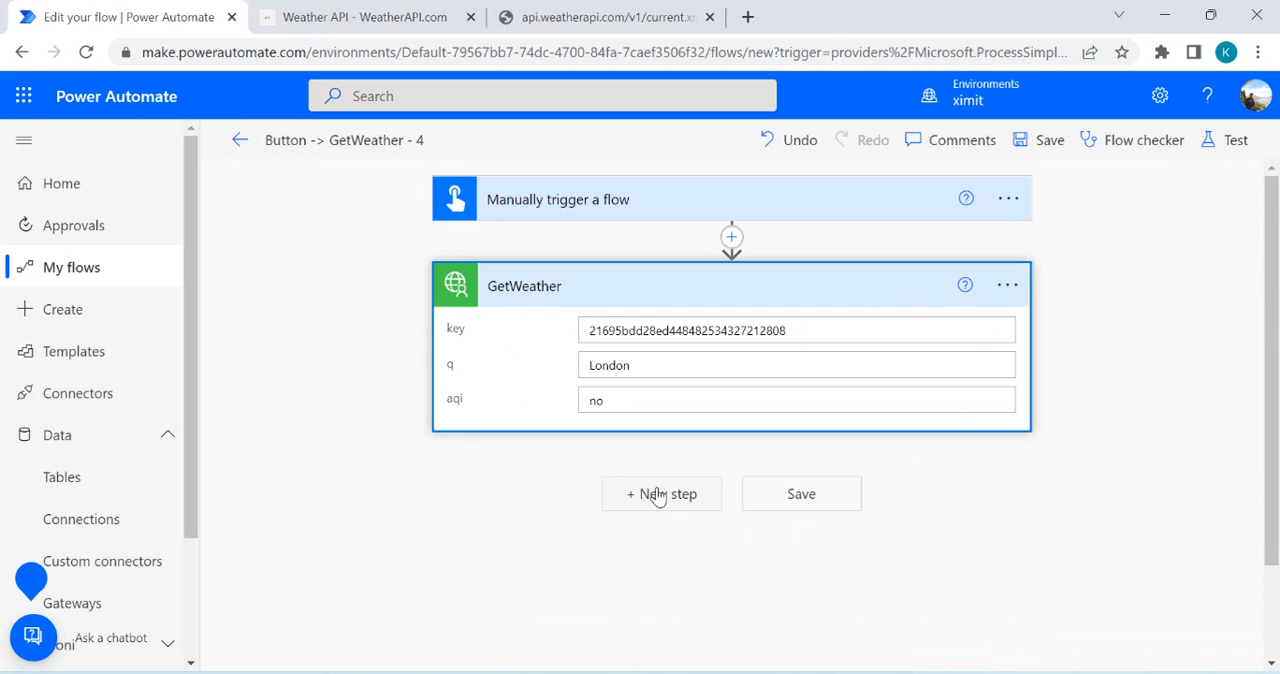 Edit your flow | Power Automate
Weather API - WeatherAPI.com
api.weatherapi.com/v1/current.x
make.powerautomate.com/environments/Default-79567bb7-74dc-4700-84fa-7caef3506f32/flows/new?trigger=providers%2FMicrosoft.ProcessSimpl...
K
Power Automate
Search
Environments
ximit
Button -> GetWeather - 4
Undo
Redo
Comments
Save
Flow checker
Test
Home
Approvals
My flows
Create
Templates
Connectors
Data
Tables
Connections
Custom connectors
Gateways
Ask a chatbot
Manually trigger a flow
GetWeather
key
21695bdd28ed448482534327212808
q
London
aqi
no
+ New step
Save